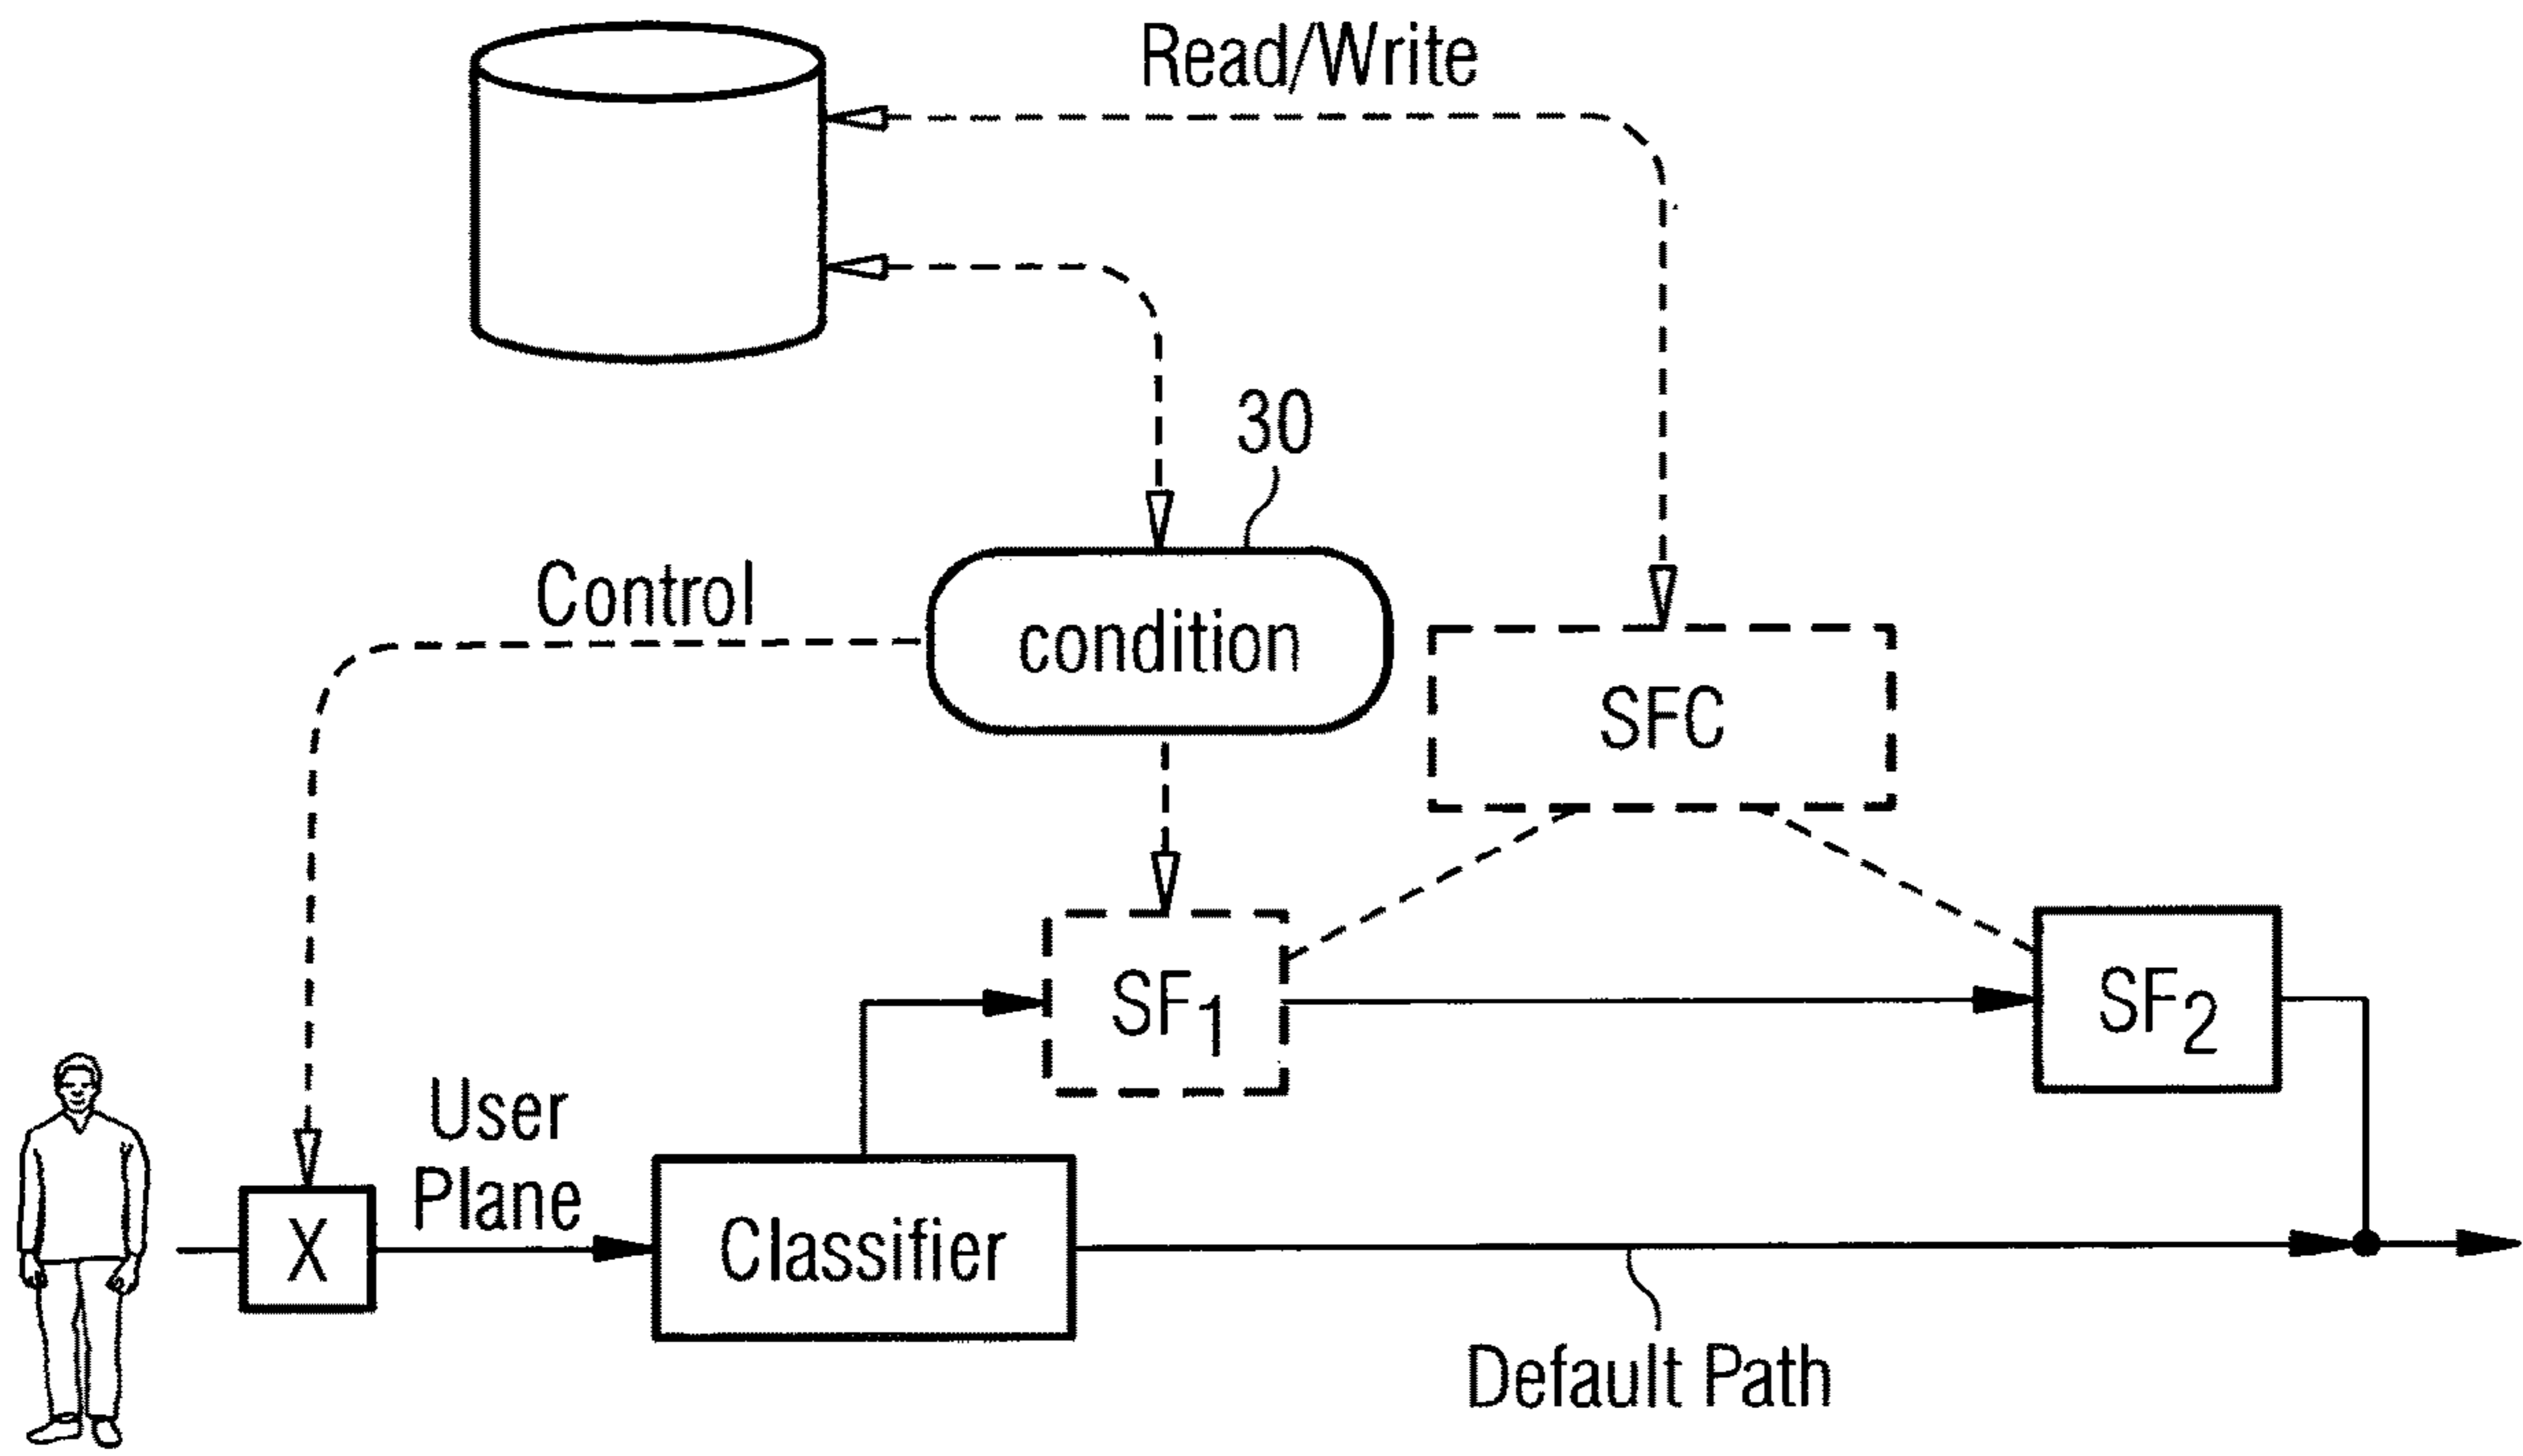 Read/Write
30
Control
condition
SFC
SF1
SF2
User
Plane
X
Classifier
Default Path